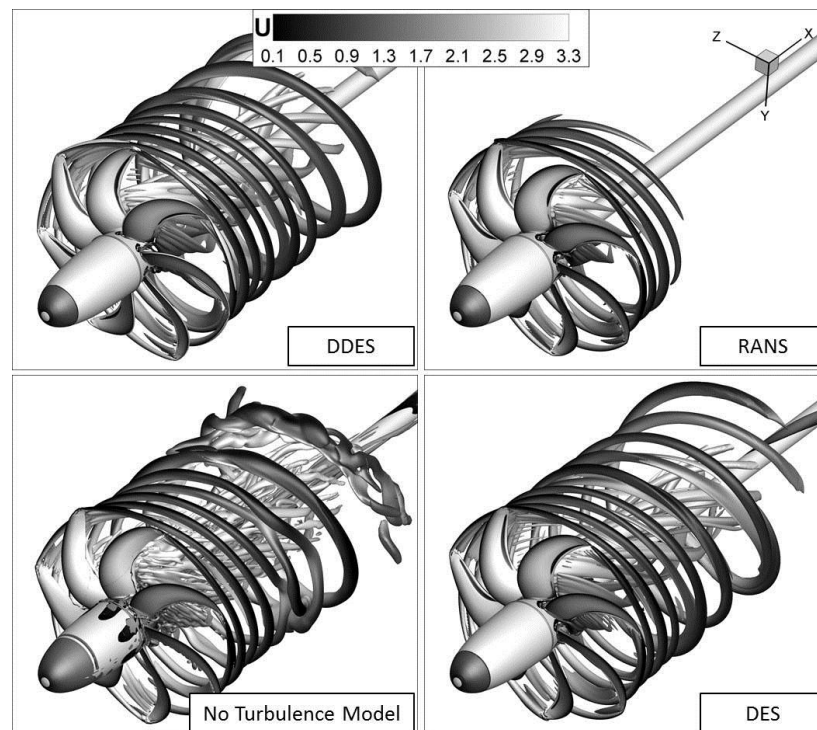 U
0.1 0.5 0.9 1.3 1.7 2.1 2.5 2.9 3.3
Z
X
Y
DDES
RANS
No Turbulence Model
DES